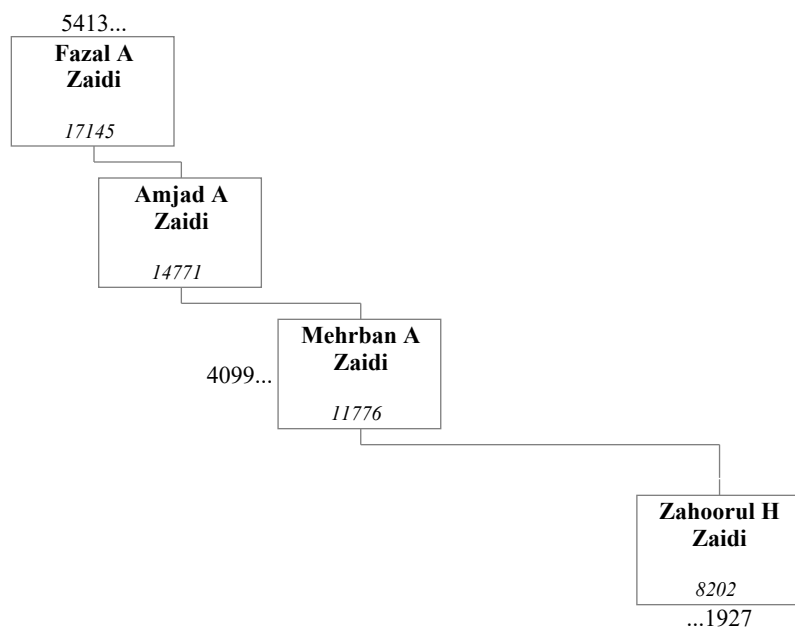 5413...
Fazal A
Zaidi
17145
Amjad A
Zaidi
14771
Mehrban A
Zaidi
4099...
11776
Zahoorul H
Zaidi
8202
...1927